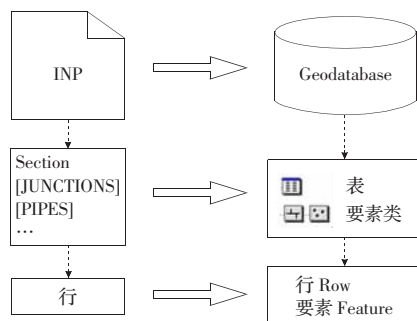 INP
Geodatabase
Section
[JUNCTIONS]
[PIPES]
…
表
要素类
行
行 Row
要素 Feature